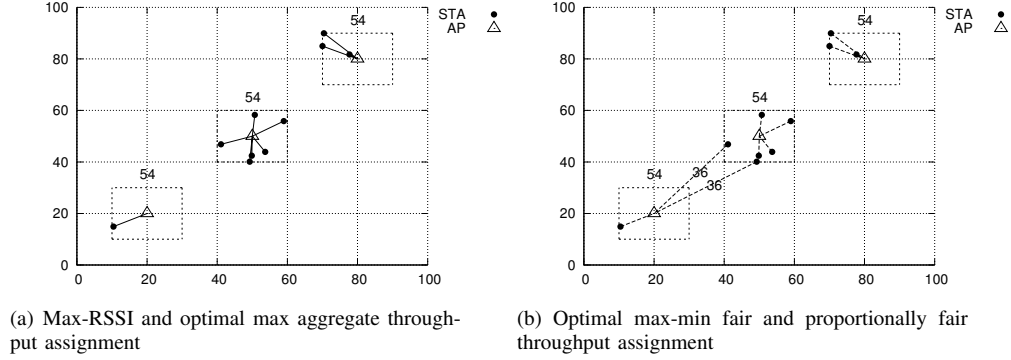 100
80
60
40
20
0
0 20 40 60 80 100
54
54
54
STA
AP
(a) Max-RSSI and optimal max aggregate through-
put assignment
100
80
60
40
20
0
0 20 40 60 80 100
54
54
54
36
36
STA
AP
(b) Optimal max-min fair and proportionally fair
throughput assignment